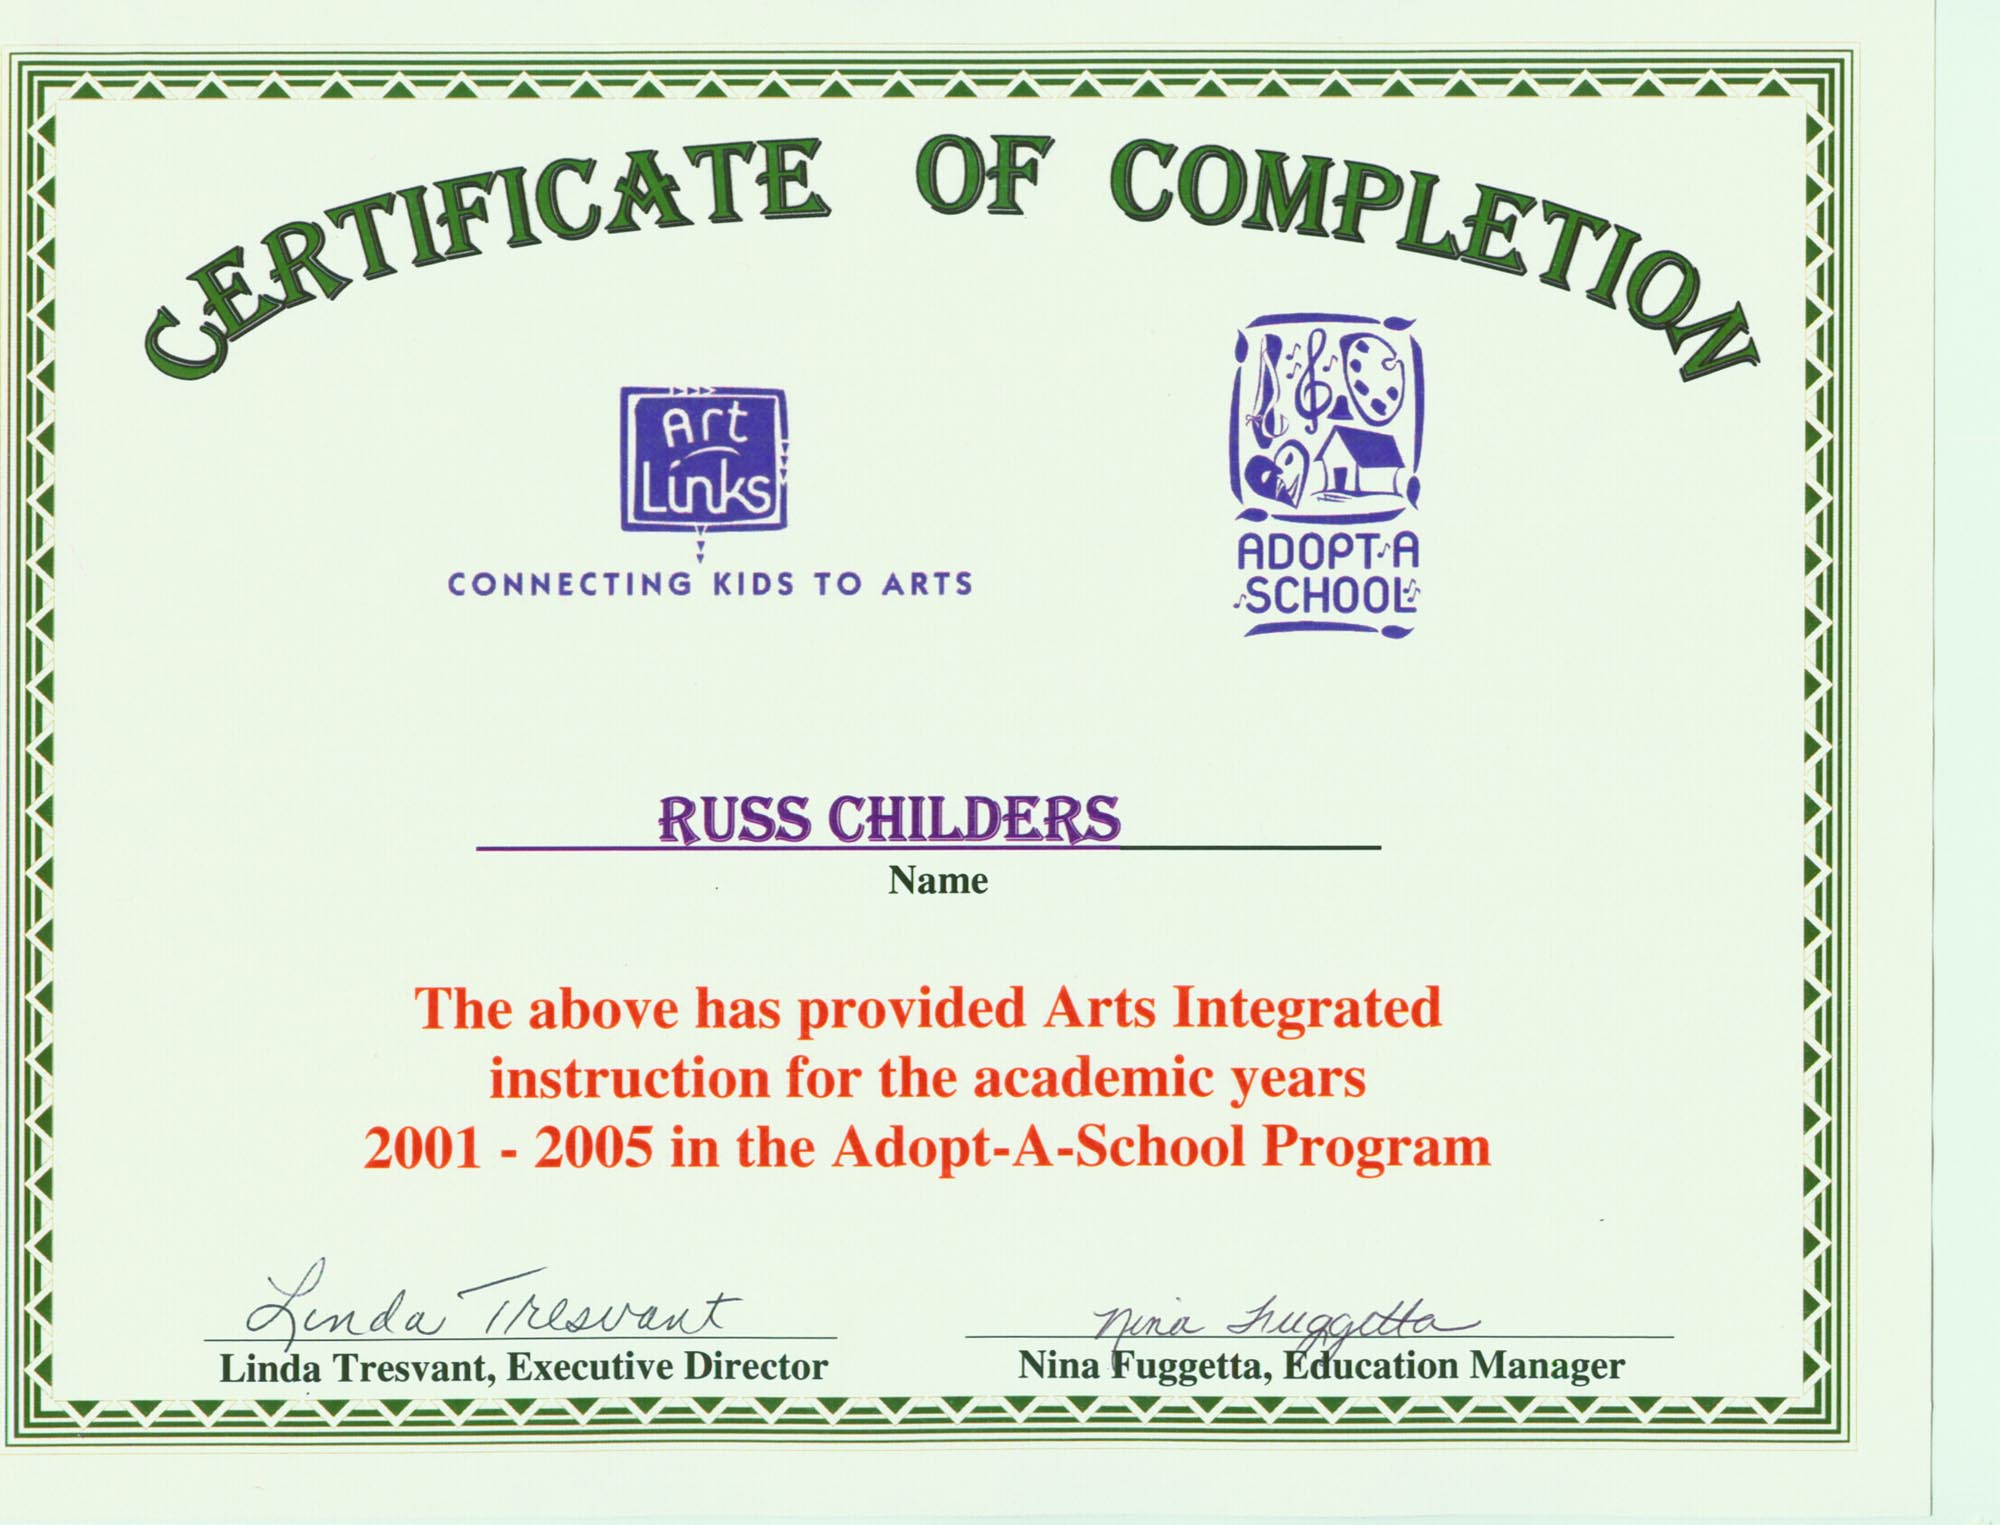 CERTIFICATE OF COMPLETION
Art
Links
CONNECTING KIDS TO ARTS
ADOPT-A
SCHOOL
RUSS CHILDERS
Name
The above has provided Arts Integrated
instruction for the academic years
2001 - 2005 in the Adopt-A-School Program
Linda Tresvant
Linda Tresvant, Executive Director
Nina Fuggetta
Nina Fuggetta, Education Manager